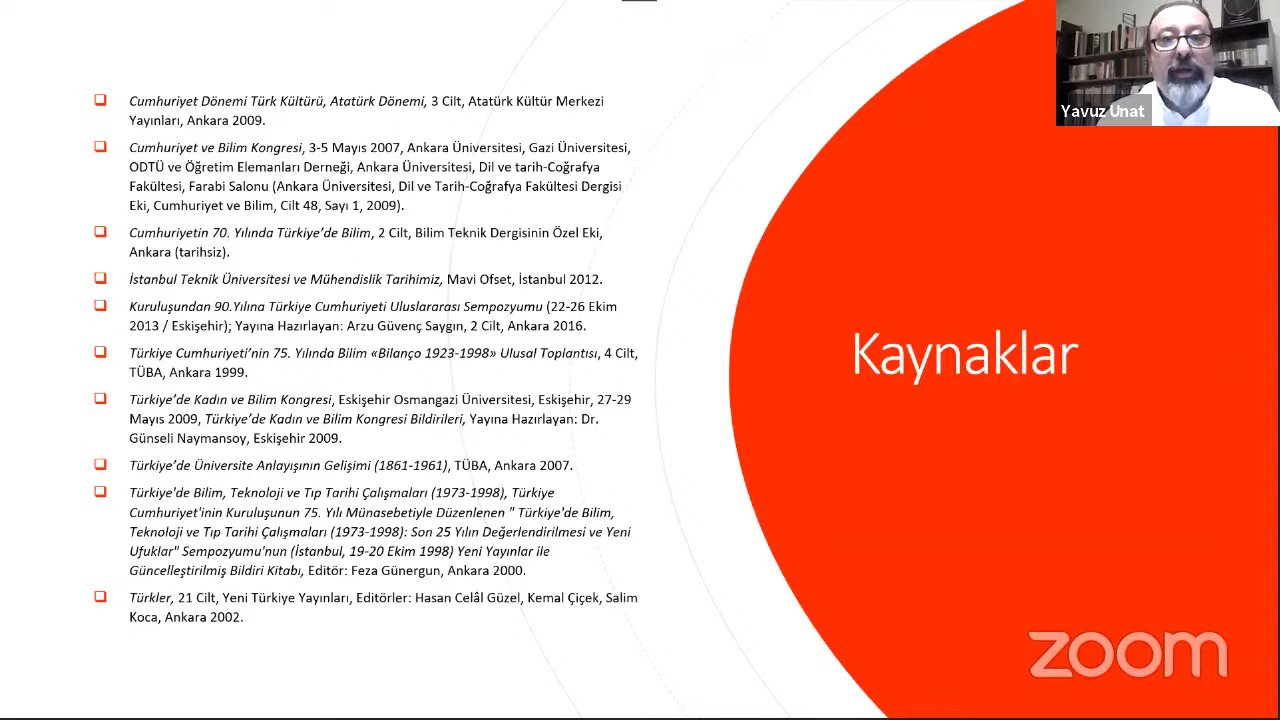 Cumhuriyet Dönemi Türk Kültürü, Atatürk Dönemi, 3 Cilt, Atatürk Kültür Merkezi
Yayınları, Ankara 2009.
Cumhuriyet ve Bilim Kongresi, 3-5 Mayıs 2007, Ankara Üniversitesi, Gazi Üniversitesi,
ODTÜ ve Öğretim Elemanları Derneği, Ankara Üniversitesi, Dil ve tarih-Coğrafya
Fakültesi, Farabi Salonu (Ankara Üniversitesi, Dil ve Tarih-Coğrafya Fakültesi Dergisi
Eki, Cumhuriyet ve Bilim, Cilt 48, Sayı 1, 2009).
Cumhuriyetin 70. Yılında Türkiye’de Bilim, 2 Cilt, Bilim Teknik Dergisinin Özel Eki,
Ankara (tarihsiz).
İstanbul Teknik Üniversitesi ve Mühendislik Tarihimiz, Mavi Ofset, İstanbul 2012.
Kuruluşundan 90.Yılına Türkiye Cumhuriyeti Uluslararası Sempozyumu (22-26 Ekim
2013 / Eskişehir); Yayına Hazırlayan: Arzu Güvenç Saygın, 2 Cilt, Ankara 2016.
Türkiye Cumhuriyeti’nin 75. Yılında Bilim «Bilanço 1923-1998» Ulusal Toplantısı, 4 Cilt,
TÜBA, Ankara 1999.
Türkiye’de Kadın ve Bilim Kongresi, Eskişehir Osmangazi Üniversitesi, Eskişehir, 27-29
Mayıs 2009, Türkiye’de Kadın ve Bilim Kongresi Bildirileri, Yayına Hazırlayan: Dr.
Günseli Naymansoy, Eskişehir 2009.
Türkiye’de Üniversite Anlayışının Gelişimi (1861-1961), TÜBA, Ankara 2007.
Türkiye'de Bilim, Teknoloji ve Tıp Tarihi Çalışmaları (1973-1998), Türkiye
Cumhuriyet'inin Kuruluşunun 75. Yılı Münasebetiyle Düzenlenen " Türkiye'de Bilim,
Teknoloji ve Tıp Tarihi Çalışmaları (1973-1998): Son 25 Yılın Değerlendirilmesi ve Yeni
Ufuklar" Sempozyumu'nun (İstanbul, 19-20 Ekim 1998) Yeni Yayınlar ile
Güncelleştirilmiş Bildiri Kitabı, Editör: Feza Günergun, Ankara 2000.
Türkler, 21 Cilt, Yeni Türkiye Yayınları, Editörler: Hasan Celâl Güzel, Kemal Çiçek, Salim
Koca, Ankara 2002.
Kaynaklar
Yavuz Unat
zoom